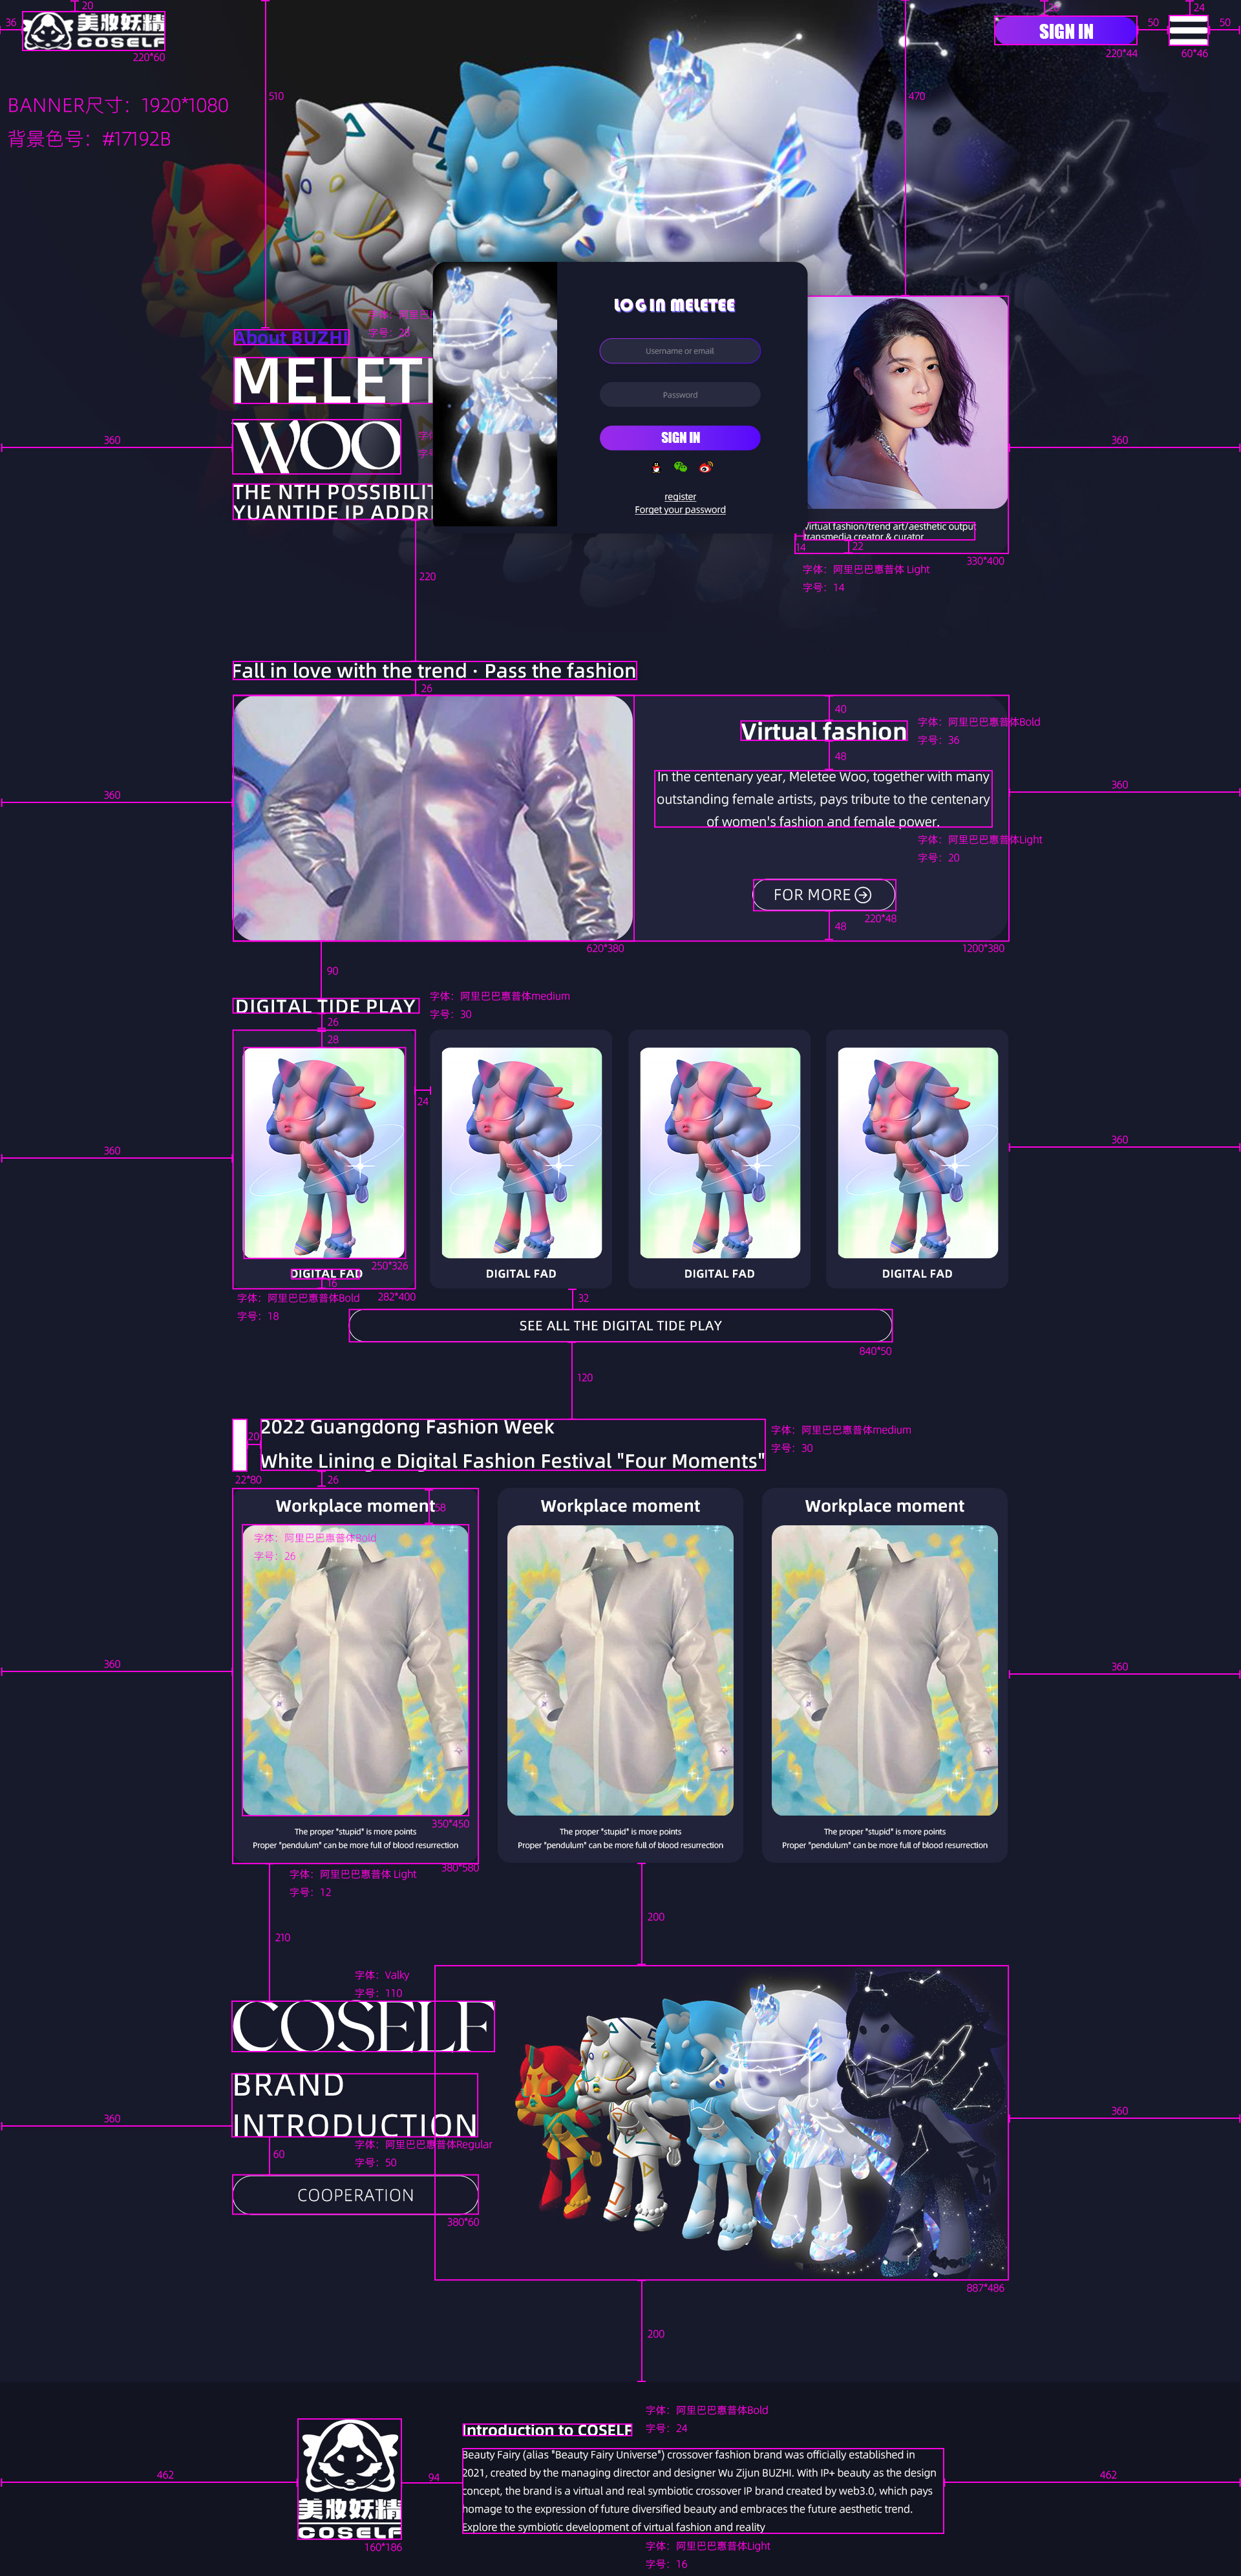 20
36
美妆妖精
COSELF
220*60
SIGN IN
50
24
50
220*44
60*46
BANNER尺寸：1920*1080
背景色号：#17192B
510
470
About BUZHI
字体：阿里巴
字号：28
MELET
WOO
字
字号
THE NTH POSSIBILIT
YUANTIDE IP ADDR
360
360
LOG IN MELETEE
Username or email
Password
SIGN IN
register
Forget your password
Virtual fashion/trend art/aesthetic output
transmedia creator & curator
14
22
330*400
字体：阿里巴巴惠普体 Light
字号：14
220
Fall in love with the trend · Pass the fashion
26
40
Virtual fashion
字体：阿里巴巴惠普体Bold
字号：36
48
In the centenary year, Meletee Woo, together with many
outstanding female artists, pays tribute to the centenary
of women's fashion and female power.
360
360
字体：阿里巴巴惠普体Light
字号：20
FOR MORE
220*48
48
620*380
1200*380
90
DIGITAL TIDE PLAY
字体：阿里巴巴惠普体medium
字号：30
26
28
24
360
360
250*326
DIGITAL FAD
DIGITAL FAD
DIGITAL FAD
DIGITAL FAD
16
282*400
字体：阿里巴巴惠普体Bold
字号：18
32
SEE ALL THE DIGITAL TIDE PLAY
840*50
120
20
2022 Guangdong Fashion Week
White Lining e Digital Fashion Festival "Four Moments"
字体：阿里巴巴惠普体medium
字号：30
22*80
26
Workplace moment
58
Workplace moment
Workplace moment
字体：阿里巴巴惠普体Bold
字号：26
360
360
350*450
The proper "stupid" is more points
Proper "pendulum" can be more full of blood resurrection
The proper "stupid" is more points
Proper "pendulum" can be more full of blood resurrection
The proper "stupid" is more points
Proper "pendulum" can be more full of blood resurrection
380*580
字体：阿里巴巴惠普体 Light
字号：12
210
200
字体：Valky
字号：110
COSELF
BRAND
INTRODUCTION
字体：阿里巴巴惠普体Regular
字号：50
360
360
60
COOPERATION
380*60
887*486
200
字体：阿里巴巴惠普体Bold
字号：24
Introduction to COSELF
Beauty Fairy (alias "Beauty Fairy Universe") crossover fashion brand was officially established in
2021, created by the managing director and designer Wu Zijun BUZHI. With IP+ beauty as the design
concept, the brand is a virtual and real symbiotic crossover IP brand created by web3.0, which pays
homage to the expression of future diversified beauty and embraces the future aesthetic trend.
Explore the symbiotic development of virtual fashion and reality
462
94
462
美妆妖精
COSELF
160*186
字体：阿里巴巴惠普体Light
字号：16